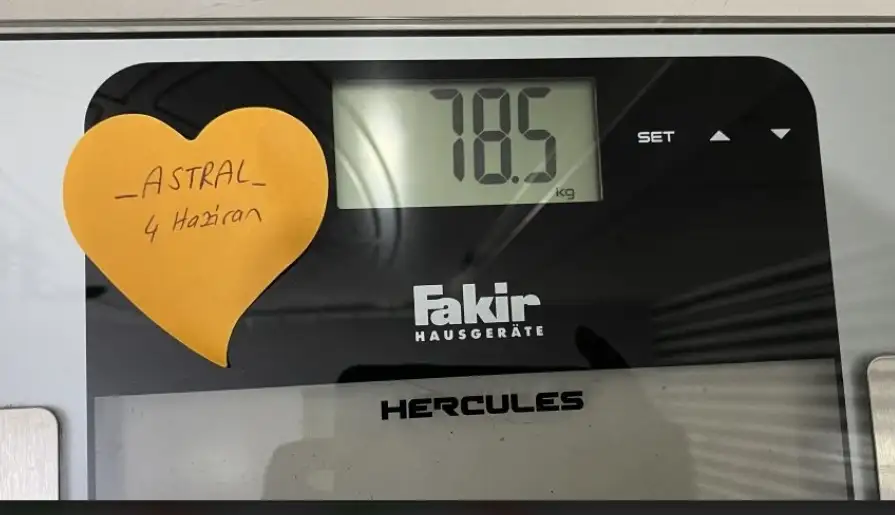 _ASTRAL_
4 Haziran
78.5
kg
SET
Fakir
HAUSGERÄTE
HERCULES